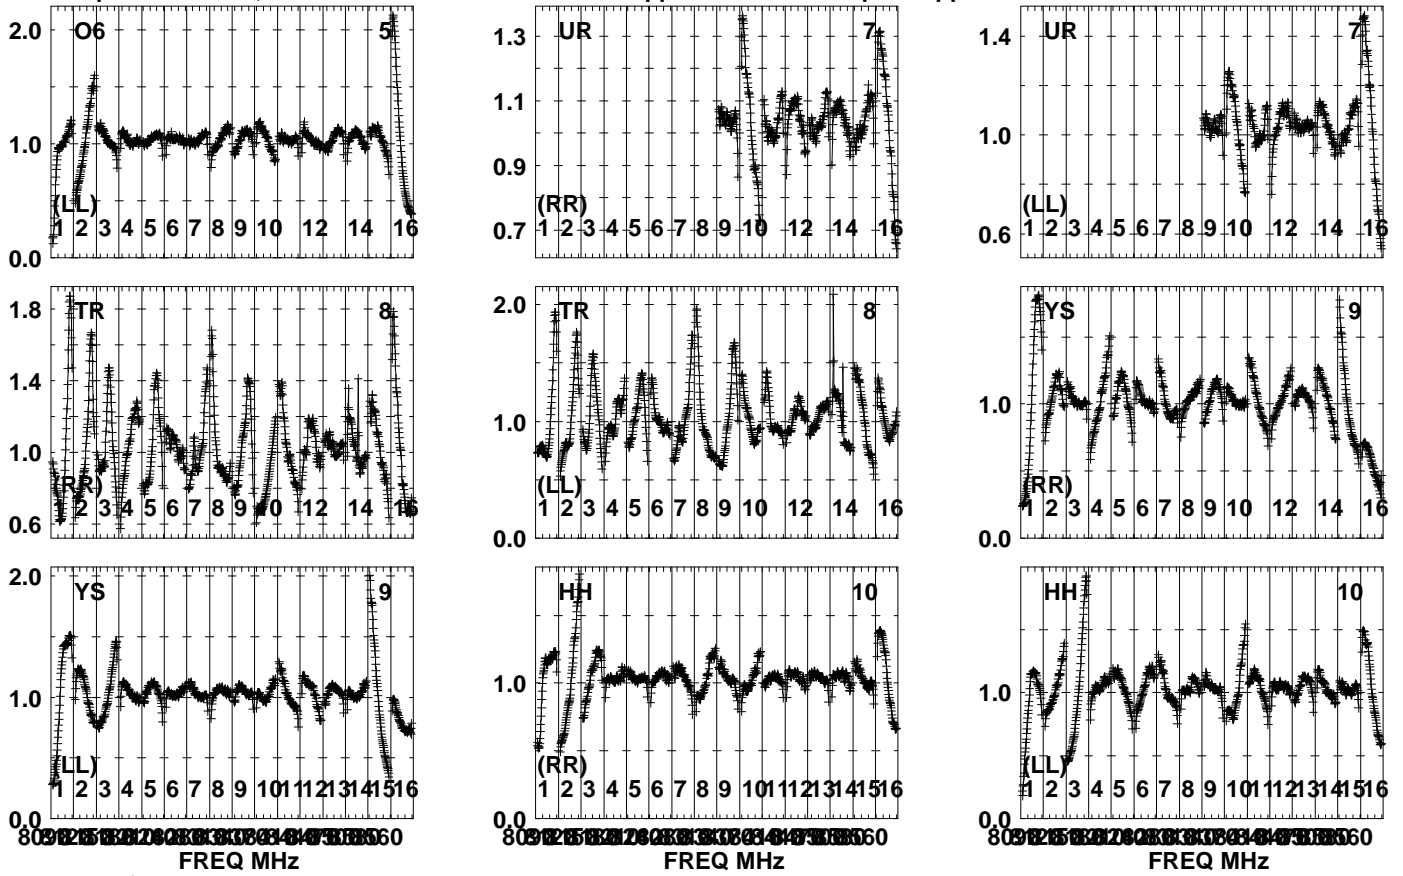 O6 5
2.0
1.0
0.0
(LL)
1 2 3 4 5 6 7 8 9 10 12 14 16
UR 7
1.3
1.1
0.9
0.7
(RR)
1 2 3 4 5 6 7 8 9 10 12 14 16
UR 7
1.4
1.0
0.6
(LL)
1 2 3 4 5 6 7 8 9 10 12 14 16
TR 8
1.8
1.4
1.0
0.6
(RR)
2 3 4 5 6 7 8 9 10 12 14 16
TR 8
2.0
1.0
0.0
(LL)
1 2 3 4 5 6 7 8 9 10 12 14 16
YS 9
1.0
0.0
(RR)
1 2 3 4 5 6 7 8 9 10 12 14 16
YS 9
2.0
1.0
0.0
(LL)
1 2 3 4 5 6 7 8 9 10 11 12 13 14 15 16
FREQ MHz
HH 10
1.0
0.0
(RR)
1 2 3 4 5 6 7 8 9 10 11 12 13 14 15 16
FREQ MHz
HH 10
1.0
0.0
(LL)
1 2 3 4 5 6 7 8 9 10 11 12 13 14 15 16
FREQ MHz